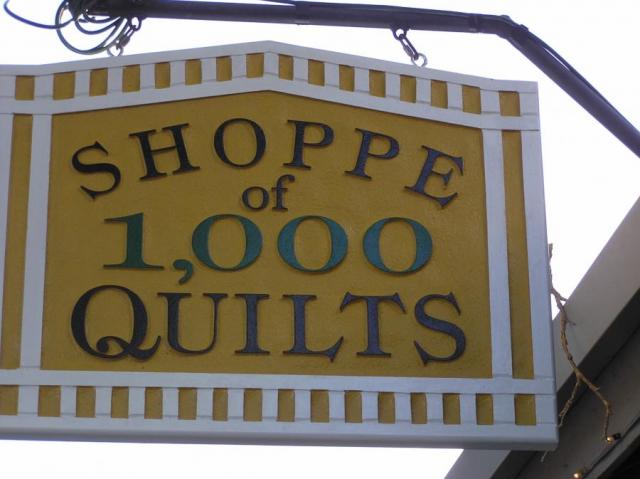 SHOPPE
of
1,000
QUILTS